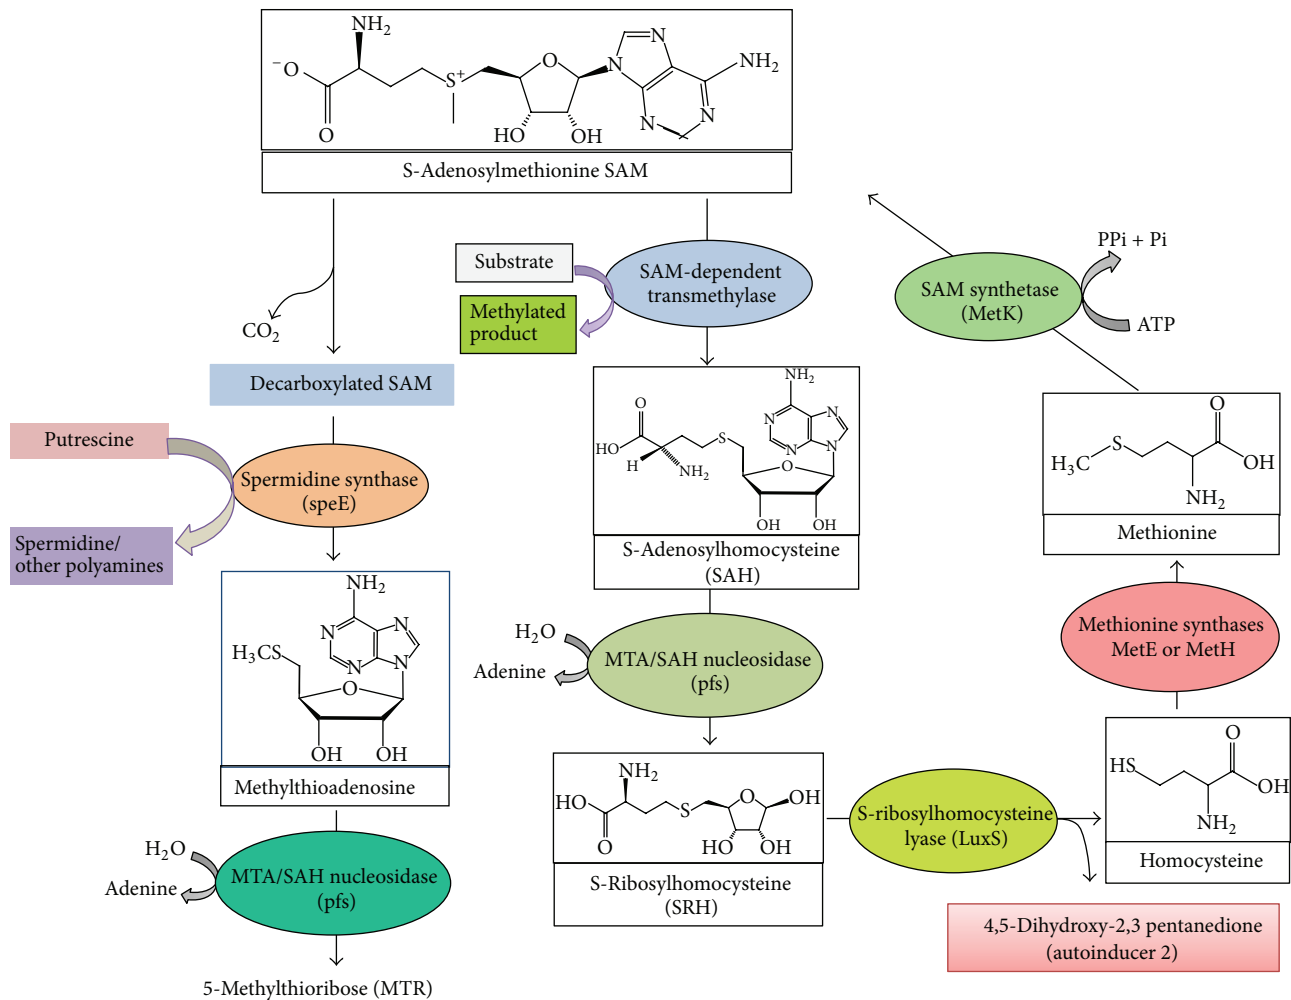 NH2
−O
S+
O
O
HO
OH
N
N
N
N
NH2
S-Adenosylmethionine SAM
CO2
Decarboxylated SAM
Putrescine
Spermidine synthase
(speE)
Spermidine/
other polyamines
NH2
N
N
N
N
H3CS
O
OH
OH
Methylthioadenosine
H2O
Adenine
MTA/SAH nucleosidase
(pfs)
5-Methylthioribose (MTR)
Substrate
Methylated
product
SAM-dependent
transmethylase
NH2
O
N
N
N
N
HO
S
H
NH2
O
OH
OH
S-Adenosylhomocysteine
(SAH)
H2O
Adenine
MTA/SAH nucleosidase
(pfs)
NH2
HO
O
S
O
OH
HO
OH
S-Ribosylhomocysteine
(SRH)
S-ribosylhomocysteine
lyase (LuxS)
4,5-Dihydroxy-2,3 pentanedione
(autoinducer 2)
HS
O
OH
NH2
Homocysteine
Methionine synthases
MetE or MetH
O
S
H3C
OH
NH2
Methionine
SAM synthetase
(MetK)
PPi + Pi
ATP